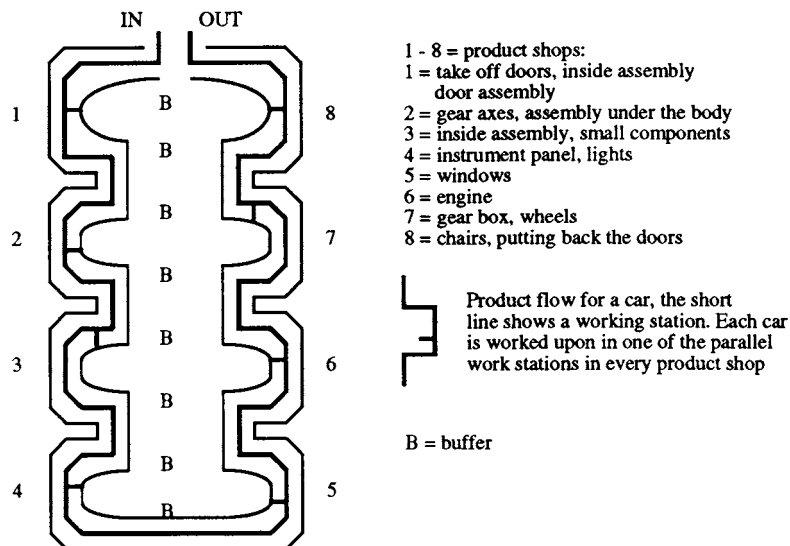 IN OUT
1 - 8 = product shops:
1 = take off doors, inside assembly
door assembly
2 = gear axes, assembly under the body
3 = inside assembly, small components
4 = instrument panel, lights
5 = windows
6 = engine
7 = gear box, wheels
8 = chairs, putting back the doors
1 B 8
B
B
2 7
B
B
3 6
B
B
4 5
B
Product flow for a car, the short
line shows a working station. Each car
is worked upon in one of the parallel
work stations in every product shop
B = buffer